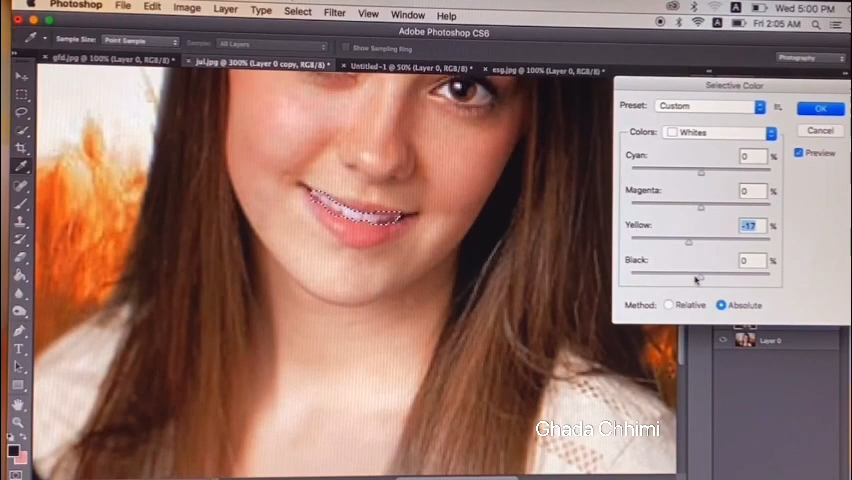 Photoshop File Edit Image Layer Type Select Filter View Window Help
Wed 5:00 PM
Fri 2:05 AM
Adobe Photoshop CS6
Sample Size: Point Sample Sample: All Layers Show Sampling Ring
Photography
× gfd.jpg @ 100% (Layer 0, RGB/8) * × jul.jpg @ 300% (Layer 0 copy, RGB/8) * × Untitled-1 @ 50% (Layer 0, RGB/8) * × esg.jpg @ 100% (Layer 0, RGB/8) *
Selective Color
Preset: Custom
OK
Colors: Whites
Cancel
Preview
Cyan: 0 %
Magenta: 0 %
Yellow: -17 %
Black: 0 %
Method: Relative Absolute
Layer 0
Ghada Chhimi